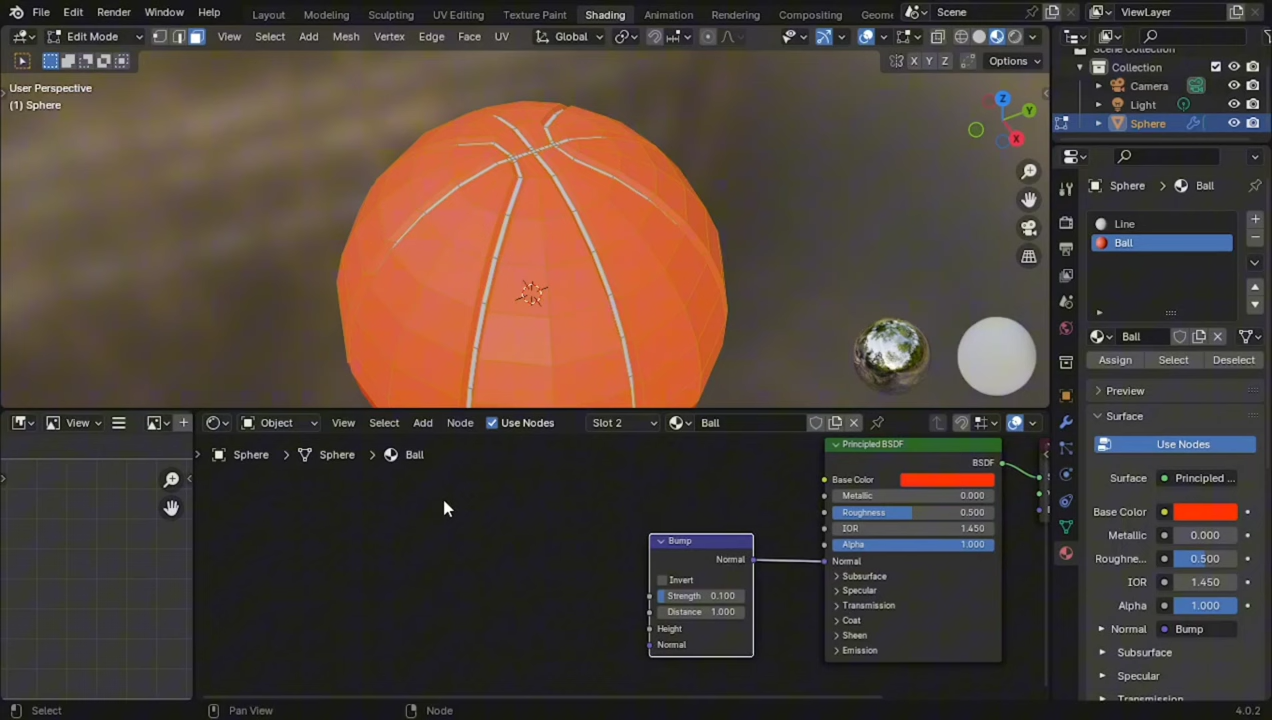 File Edit Render Window Help Layout Modeling Sculpting UV Editing Texture Paint Shading Animation Rendering Compositing Geome Scene ViewLayer
Edit Mode View Select Add Mesh Vertex Edge Face UV Global
X Y Z Options
User Perspective
(1) Sphere
Z
Y
X
Scene Collection
Collection
Camera
Light
Sphere
Sphere Ball
Line
Ball
Ball
Assign Select Deselect
Preview
Surface
Use Nodes
Surface Principled ...
Base Color
Metallic 0.000
Roughne... 0.500
IOR 1.450
Alpha 1.000
Normal Bump
Subsurface
Specular
Transmission
View
Object View Select Add Node Use Nodes Slot 2 Ball
Sphere Sphere Ball
Bump
Normal
Invert
Strength 0.100
Distance 1.000
Height
Normal
Principled BSDF
BSDF
Base Color
Metallic 0.000
Roughness 0.500
IOR 1.450
Alpha 1.000
Normal
Subsurface
Specular
Transmission
Coat
Sheen
Emission
Select Pan View Node 4.0.2